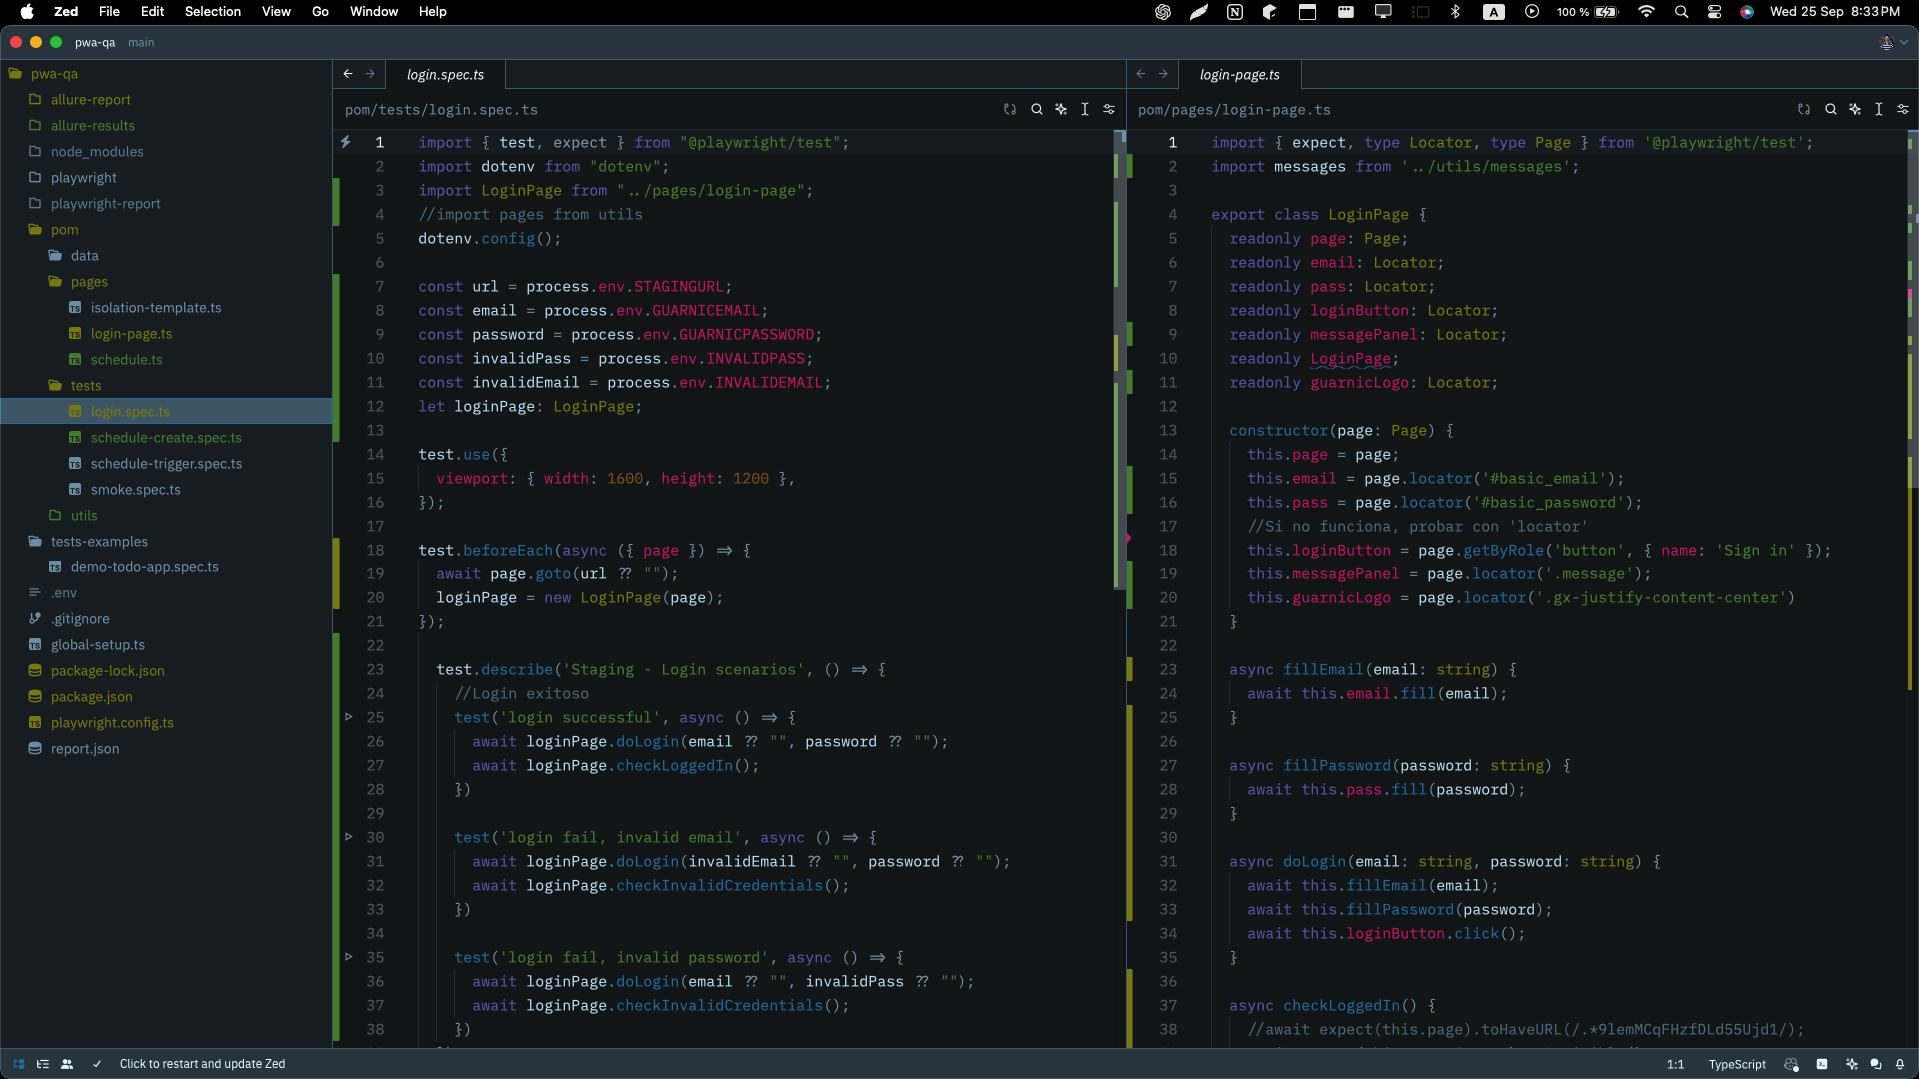 Zed File Edit Selection View Go Window Help
A 100 % Wed 25 Sep 8:33 PM
pwa-qa main
pwa-qa
allure-report
allure-results
node_modules
playwright
playwright-report
pom
data
pages
TS isolation-template.ts
TS login-page.ts
TS schedule.ts
tests
TS login.spec.ts
TS schedule-create.spec.ts
TS schedule-trigger.spec.ts
TS smoke.spec.ts
utils
tests-examples
TS demo-todo-app.spec.ts
.env
.gitignore
TS global-setup.ts
package-lock.json
package.json
TS playwright.config.ts
report.json
login.spec.ts
pom/tests/login.spec.ts
1 import { test, expect } from "@playwright/test";
2 import dotenv from "dotenv";
3 import LoginPage from "../pages/login-page";
4 //import pages from utils
5 dotenv.config();
6
7 const url = process.env.STAGINGURL;
8 const email = process.env.GUARNICEMAIL;
9 const password = process.env.GUARNICPASSWORD;
10 const invalidPass = process.env.INVALIDPASS;
11 const invalidEmail = process.env.INVALIDEMAIL;
12 let loginPage: LoginPage;
13
14 test.use({
15 viewport: { width: 1600, height: 1200 },
16 });
17
18 test.beforeEach(async ({ page }) => {
19 await page.goto(url ?? "");
20 loginPage = new LoginPage(page);
21 });
22
23 test.describe('Staging - Login scenarios', () => {
24 //Login exitoso
25 test('login successful', async () => {
26 await loginPage.doLogin(email ?? "", password ?? "");
27 await loginPage.checkLoggedIn();
28 })
29
30 test('login fail, invalid email', async () => {
31 await loginPage.doLogin(invalidEmail ?? "", password ?? "");
32 await loginPage.checkInvalidCredentials();
33 })
34
35 test('login fail, invalid password', async () => {
36 await loginPage.doLogin(email ?? "", invalidPass ?? "");
37 await loginPage.checkInvalidCredentials();
38 })
login-page.ts
pom/pages/login-page.ts
1 import { expect, type Locator, type Page } from '@playwright/test';
2 import messages from '../utils/messages';
3
4 export class LoginPage {
5 readonly page: Page;
6 readonly email: Locator;
7 readonly pass: Locator;
8 readonly loginButton: Locator;
9 readonly messagePanel: Locator;
10 readonly LoginPage;
11 readonly guarnicLogo: Locator;
12
13 constructor(page: Page) {
14 this.page = page;
15 this.email = page.locator('#basic_email');
16 this.pass = page.locator('#basic_password');
17 //Si no funciona, probar con 'locator'
18 this.loginButton = page.getByRole('button', { name: 'Sign in' });
19 this.messagePanel = page.locator('.message');
20 this.guarnicLogo = page.locator('.gx-justify-content-center')
21 }
22
23 async fillEmail(email: string) {
24 await this.email.fill(email);
25 }
26
27 async fillPassword(password: string) {
28 await this.pass.fill(password);
29 }
30
31 async doLogin(email: string, password: string) {
32 await this.fillEmail(email);
33 await this.fillPassword(password);
34 await this.loginButton.click();
35 }
36
37 async checkLoggedIn() {
38 //await expect(this.page).toHaveURL(/.*9lemMCqFHzfDLd55Ujd1/);
Click to restart and update Zed
1:1 TypeScript